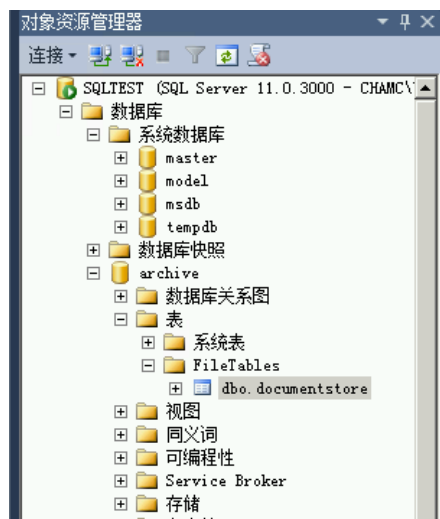 对象资源管理器
连接
SQLTEST (SQL Server 11.0.3000 - CHAMC\
数据库
系统数据库
master
model
msdb
tempdb
数据库快照
archive
数据库关系图
表
系统表
FileTables
dbo.documentstore
视图
同义词
可编程性
Service Broker
存储